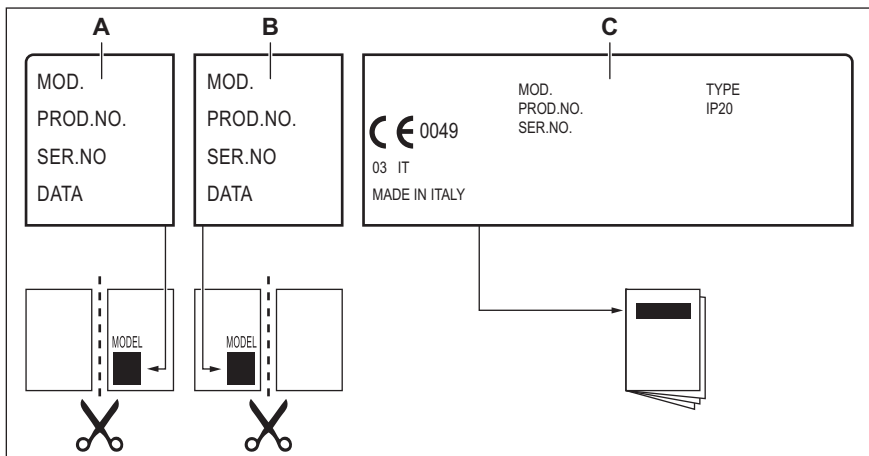 A
B
C
MOD.
PROD.NO.
SER.NO
DATA
MOD.
PROD.NO.
SER.NO
DATA
MOD.
PROD.NO.
SER.NO.
TYPE
IP20
CE 0049
03 IT
MADE IN ITALY
MODEL
MODEL